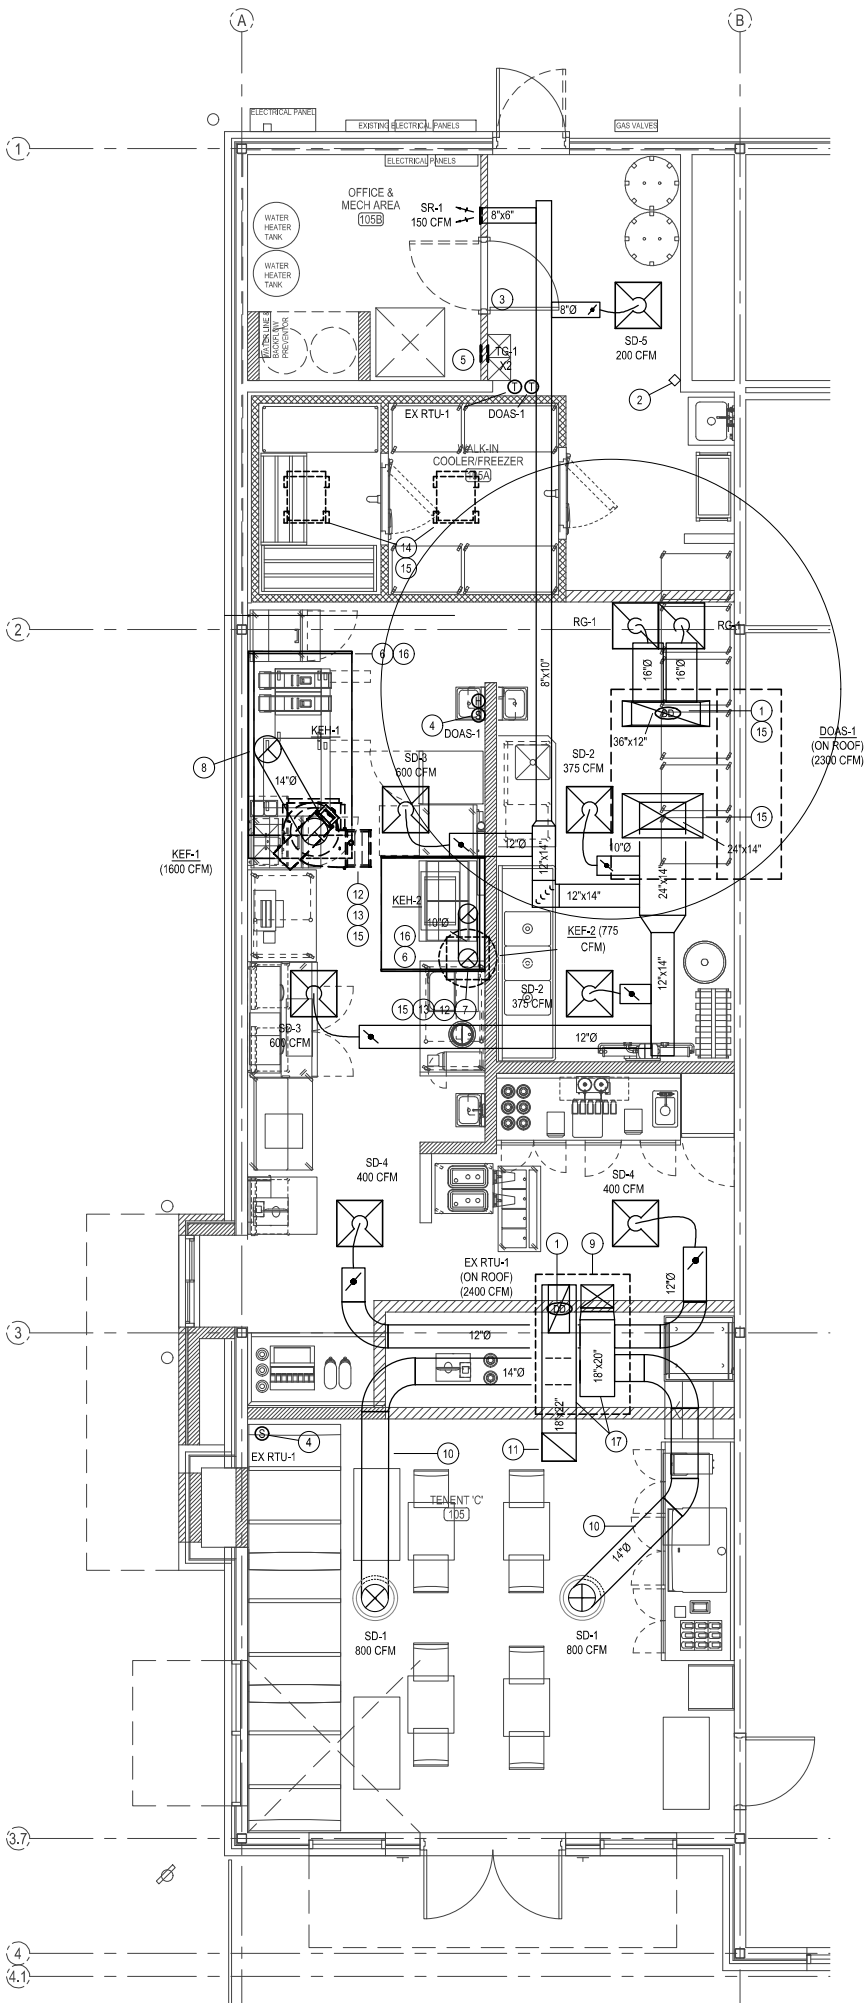 A
B
ELECTRICAL PANEL
EXISTING ELECTRICAL PANELS
GAS VALVES
1
ELECTRICAL PANELS
OFFICE &
MECH AREA
105B
SR-1
150 CFM
8"x6"
WATER
HEATER
TANK
WATER
HEATER
TANK
3
8"Ø
SD-5
200 CFM
WATER LINE &
BACKFLOW
PREVENTOR
5
TG-1
X2
T
T
2
EX RTU-1
DOAS-1
WALK-IN
COOLER/FREEZER
105A
14
15
2
RG-1
RG-1
6
16
8"x10"
16"Ø
16"Ø
H
S
4
DOAS-1
DD
1
15
KEH-1
36"x12"
DOAS-1
(ON ROOF)
(2300 CFM)
8
SD-3
600 CFM
SD-2
375 CFM
14"Ø
15
KEF-1
(1600 CFM)
12"Ø
12"x14"
10"Ø
24"x14"
24"x14"
12
13
15
KEH-2
12"x14"
10"Ø
16
6
KEF-2 (775
CFM)
12"x14"
SD-2
375 CFM
15
13
12
7
SD-3
600 CFM
12"Ø
SD-4
400 CFM
SD-4
400 CFM
EX RTU-1
(ON ROOF)
(2400 CFM)
1
9
12"Ø
DD
3
12"Ø
14"Ø
18"x20"
18"x22"
S
4
EX RTU-1
10
11
17
TENENT 'C'
105
10
14"Ø
SD-1
800 CFM
SD-1
800 CFM
3.7
4
4.1